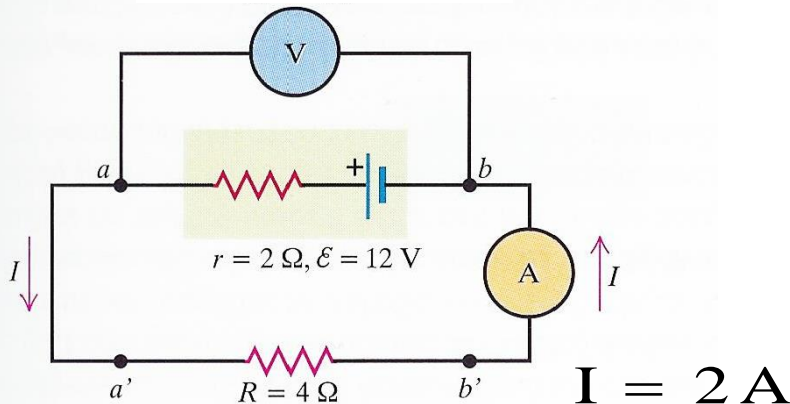 V
a
+
b
r = 2 Ω, ℰ = 12 V
I
A
I
a'
R = 4 Ω
b'
I = 2 A